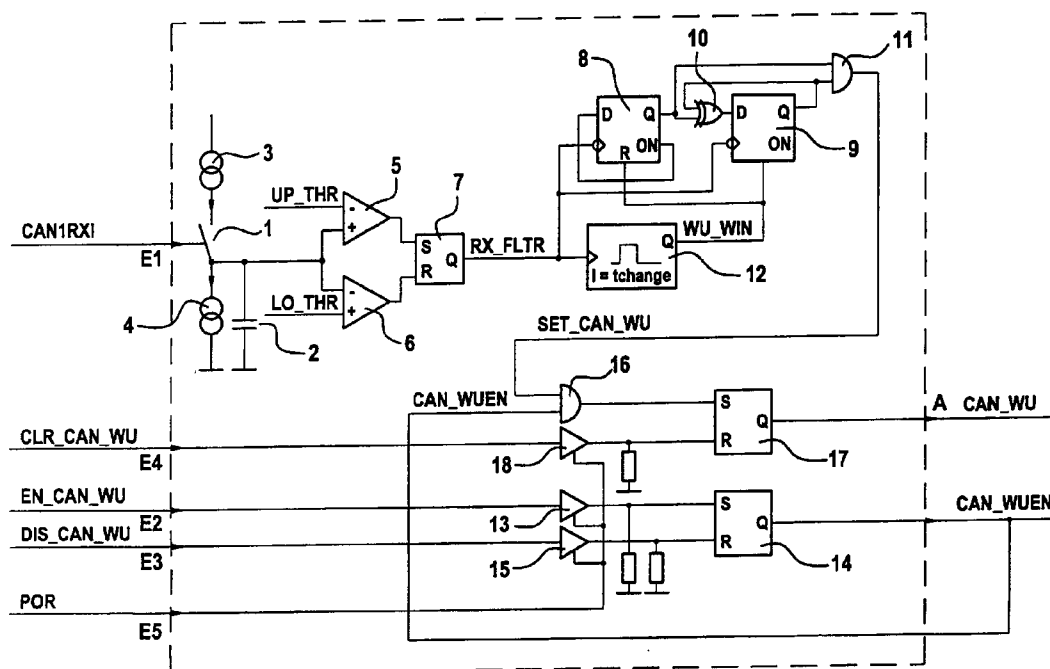 10
11
8
D
Q
R
ON
D
Q
ON
9
3
5
UP_THR
-
+
7
CAN1RXI
1
S
R
Q
RX_FLTR
WU_WIN
Q
I = tchange
12
E1
LO_THR
-
+
4
2
6
SET_CAN_WU
16
CAN_WUEN
S
R
Q
A
CAN_WU
CLR_CAN_WU
E4
18
17
EN_CAN_WU
E2
13
S
R
Q
CAN_WUEN
DIS_CAN_WU
E3
15
14
POR
E5